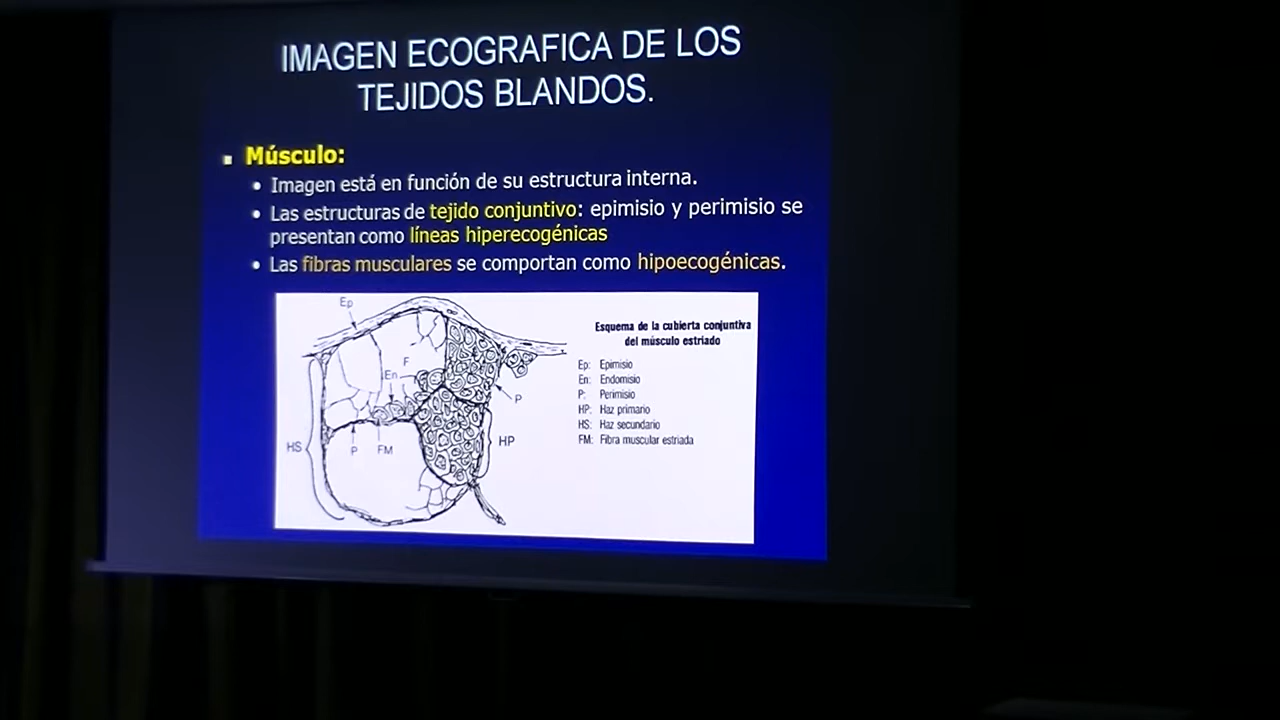 IMAGEN ECOGRAFICA DE LOS
TEJIDOS BLANDOS.
Músculo:
Imagen está en función de su estructura interna.
Las estructuras de tejido conjuntivo: epimisio y perimisio se
presentan como líneas hiperecogénicas
Las fibras musculares se comportan como hipoecogénicas.
Ep
F
En
P
HS
P
FM
HP
Esquema de la cubierta conjuntiva
del músculo estriado
Ep: Epimisio
En: Endomisio
P: Perimisio
HP: Haz primario
HS: Haz secundario
FM: Fibra muscular estriada